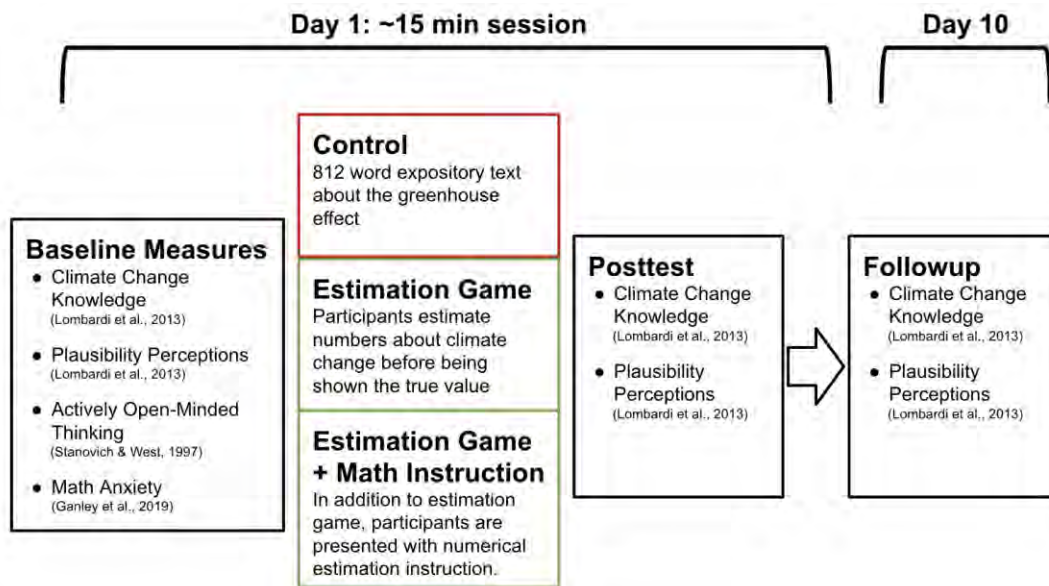 Day 1: ~15 min session
Day 10
Baseline Measures
● Climate Change
Knowledge
(Lombardi et al., 2013)
● Plausibility Perceptions
(Lombardi et al., 2013)
● Actively Open-Minded
Thinking
(Stanovich & West, 1997)
● Math Anxiety
(Ganley et al., 2019)
Control
812 word expository text
about the greenhouse
effect
Estimation Game
Participants estimate
numbers about climate
change before being
shown the true value
Estimation Game
+ Math Instruction
In addition to estimation
game, participants are
presented with numerical
estimation instruction.
Posttest
● Climate Change
Knowledge
(Lombardi et al., 2013)
● Plausibility
Perceptions
(Lombardi et al., 2013)
Followup
● Climate Change
Knowledge
(Lombardi et al., 2013)
● Plausibility
Perceptions
(Lombardi et al., 2013)